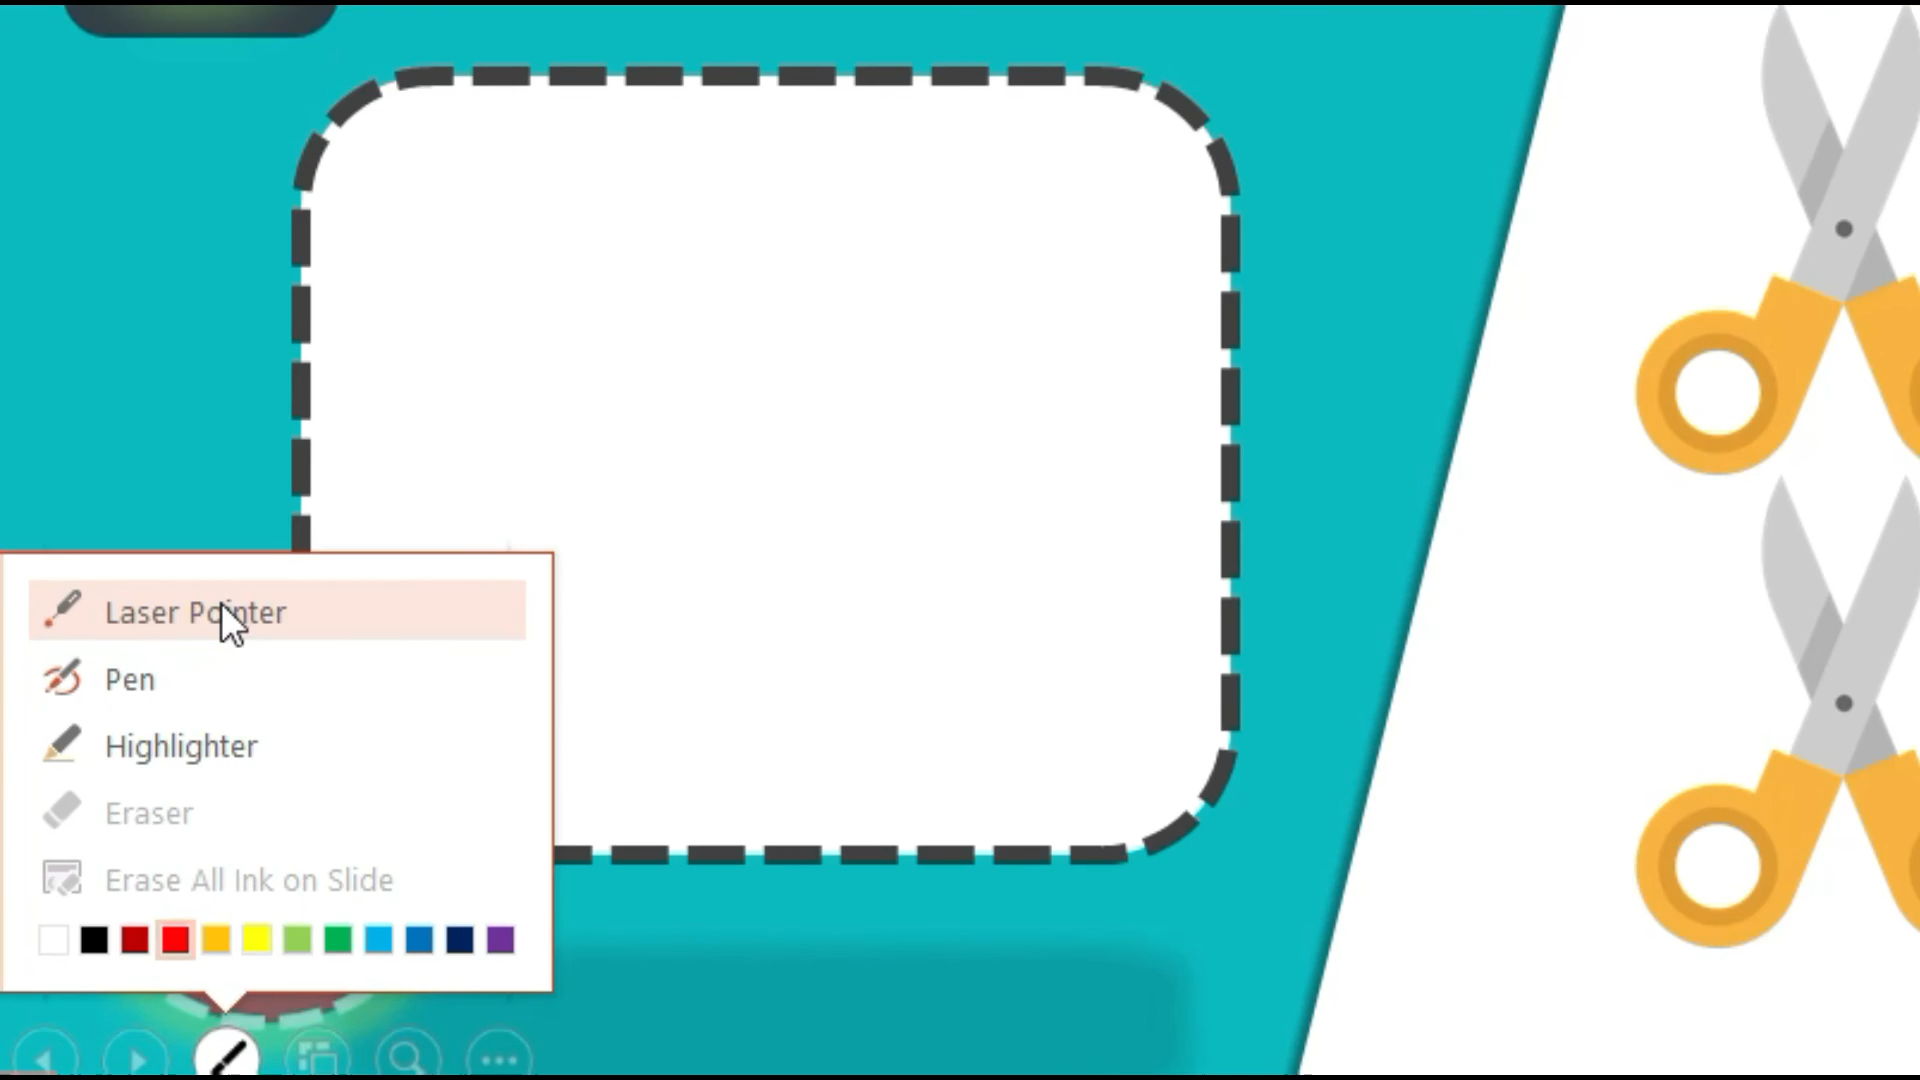 Laser Pointer
Pen
Highlighter
Eraser
Erase All Ink on Slide